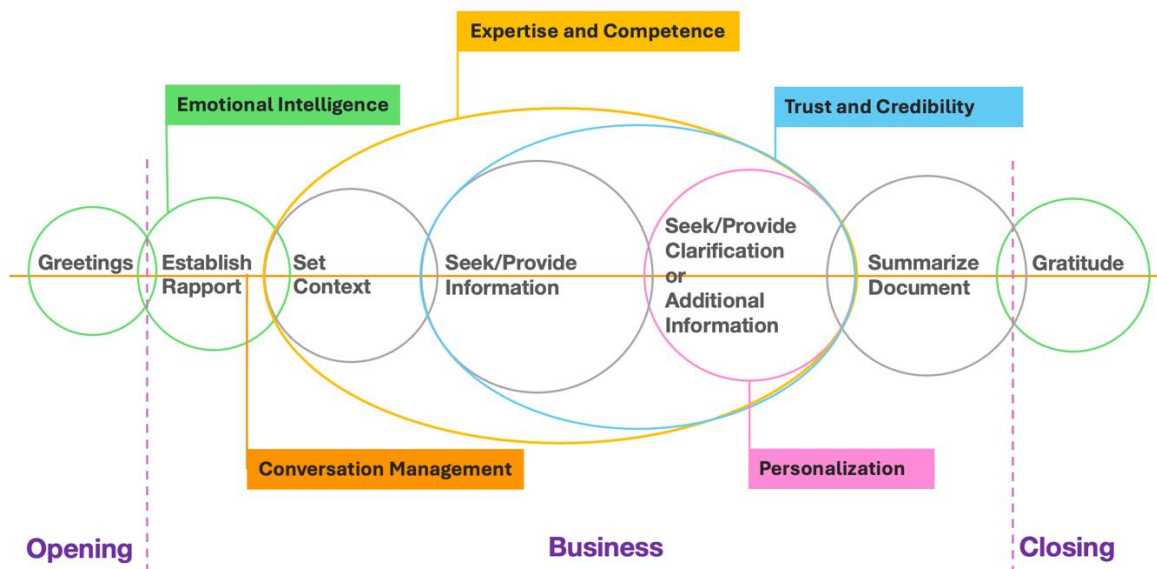 Expertise and Competence
Emotional Intelligence
Trust and Credibility
Greetings
Establish
Rapport
Set
Context
Seek/Provide
Information
Seek/Provide
Clarification
or
Additional
Information
Summarize
Document
Gratitude
Conversation Management
Personalization
Opening
Business
Closing